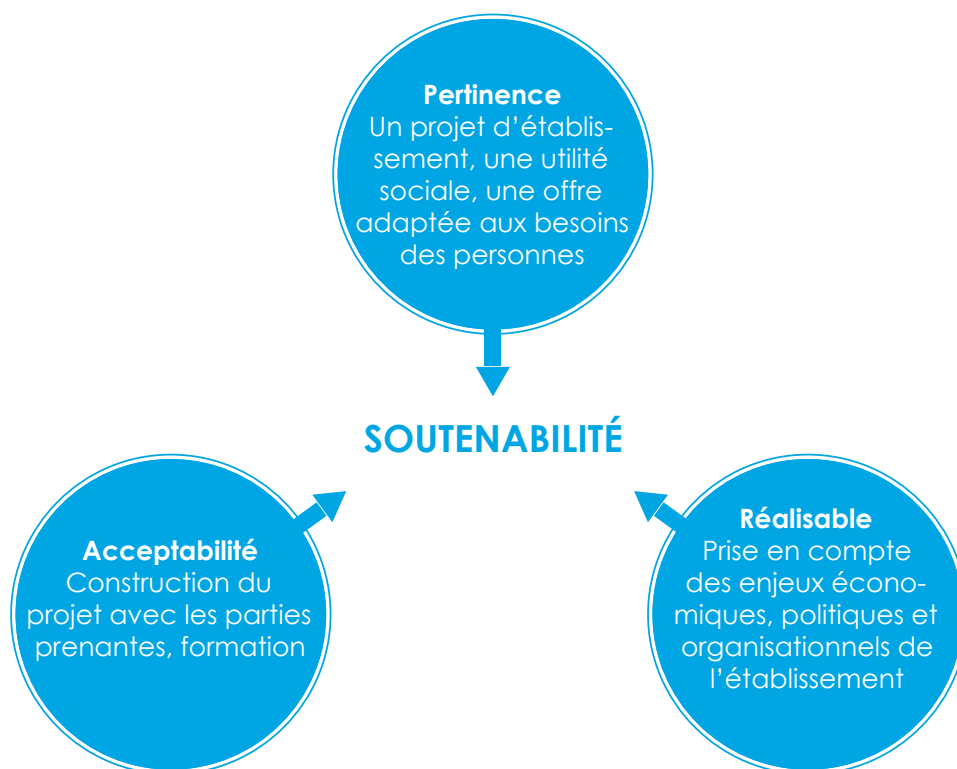 Pertinence
Un projet d’établis-
sement, une utilité
sociale, une offre
adaptée aux besoins
des personnes
SOUTENABILITÉ
Acceptabilité
Construction du
projet avec les parties
prenantes, formation
Réalisable
Prise en compte
des enjeux écono-
miques, politiques et
organisationnels de
l’établissement